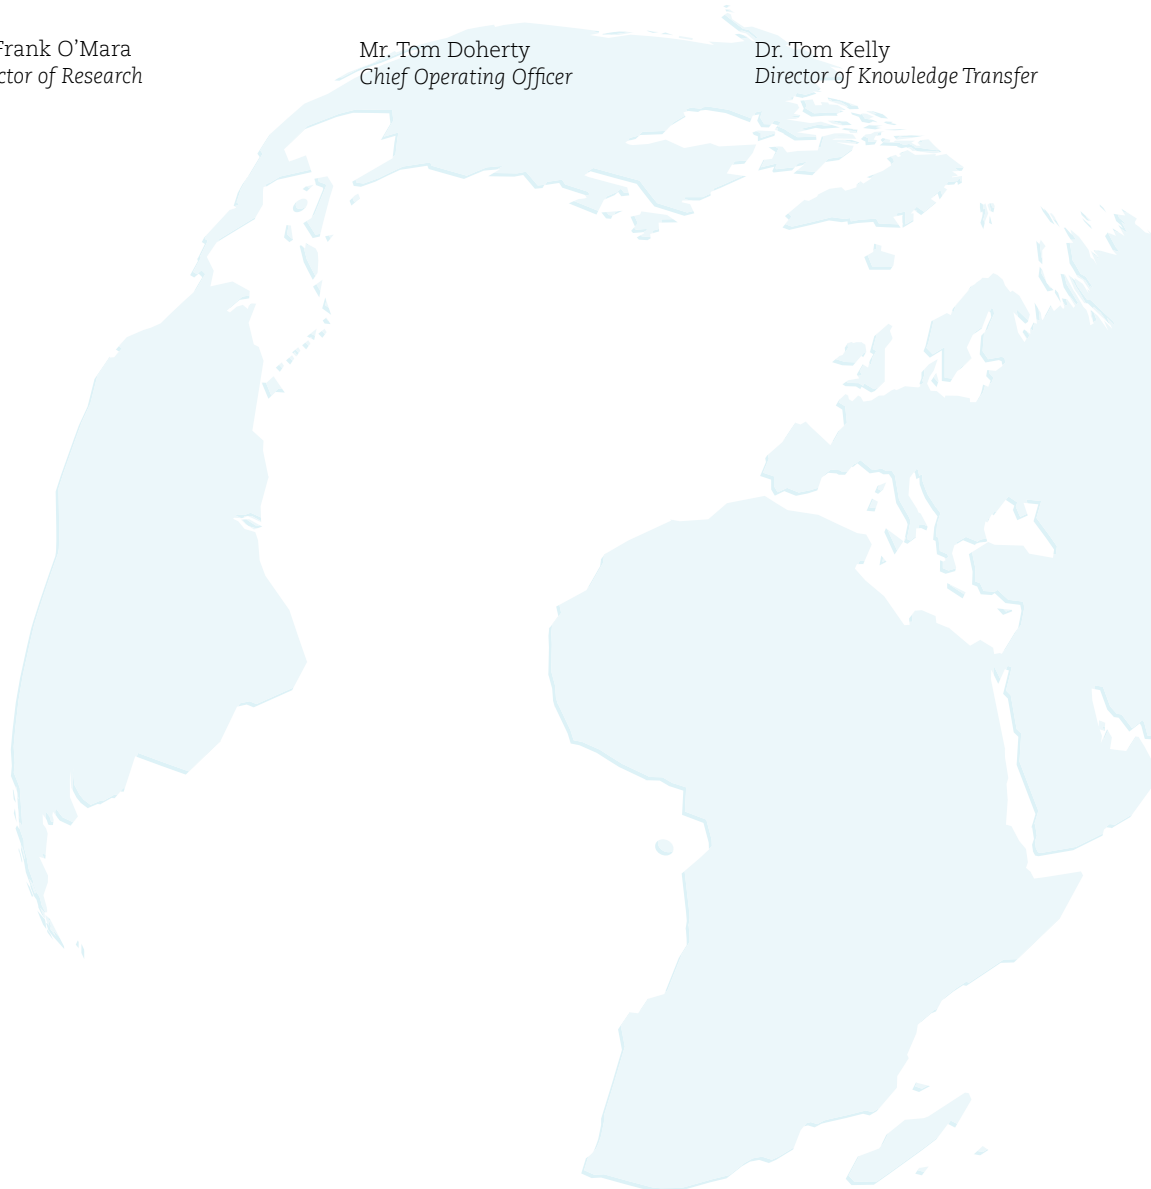 Frank O’Mara
ctor of Research
Mr. Tom Doherty
Chief Operating Officer
Dr. Tom Kelly
Director of Knowledge Transfer